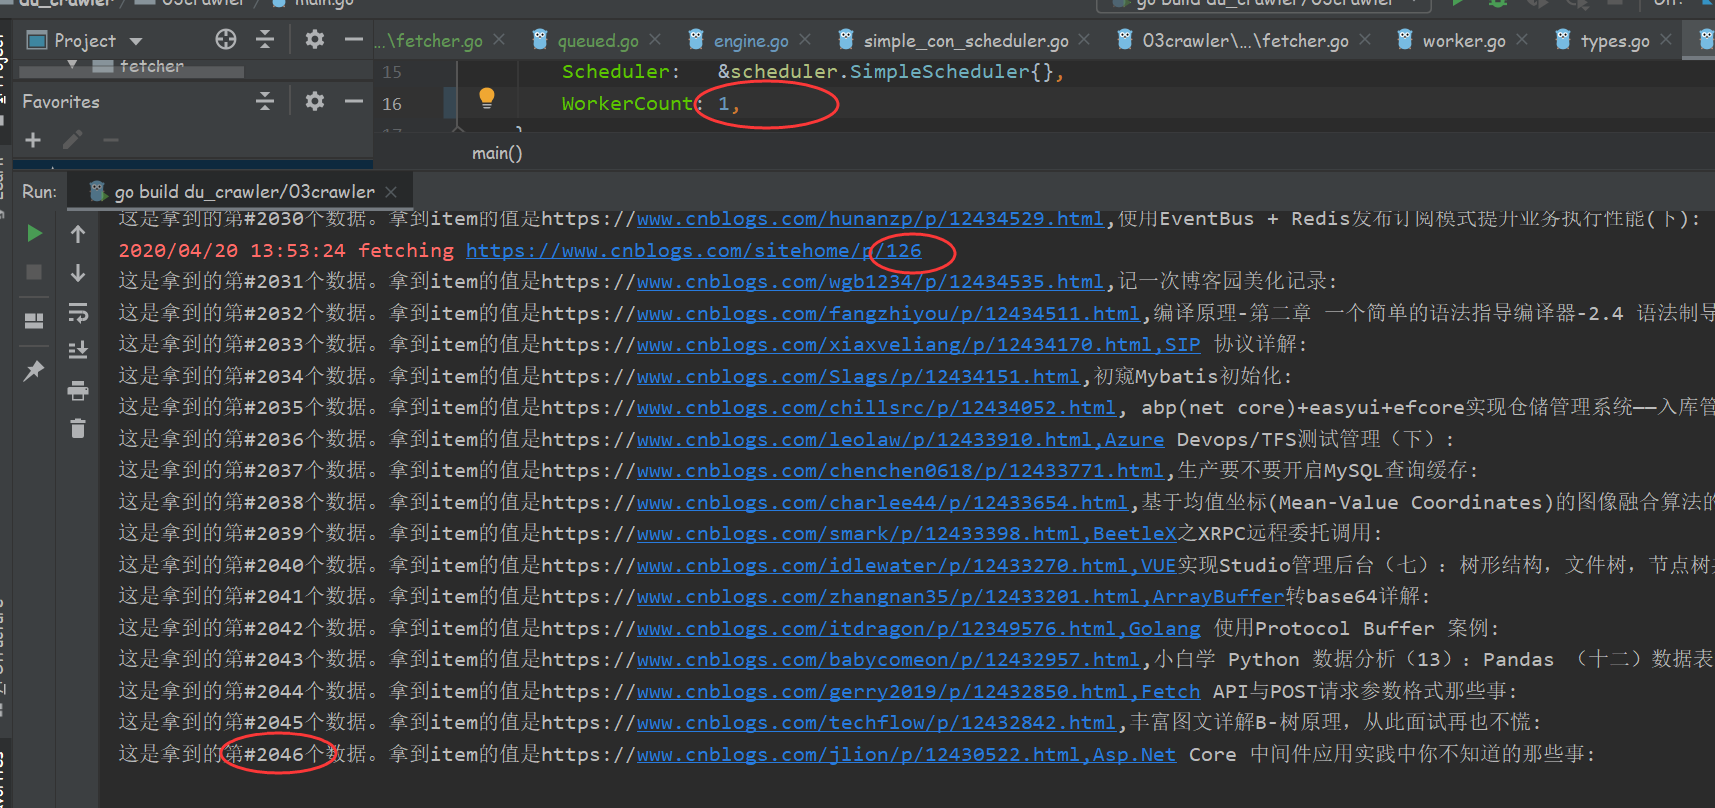 du_crawler 03crawler main.go go build du_crawler/03crawler
Project ...\fetcher.go queued.go engine.go simple_con_scheduler.go 03crawler\...\fetcher.go worker.go types.go
fetcher
15 Scheduler: &scheduler.SimpleScheduler{},
Favorites
16 WorkerCount: 1,
17
main()
Run: go build du_crawler/03crawler
这是拿到的第#2030个数据。拿到item的值是https://www.cnblogs.com/hunanzp/p/12434529.html,使用EventBus + Redis发布订阅模式提升业务执行性能(下):
2020/04/20 13:53:24 fetching https://www.cnblogs.com/sitehome/p/126
这是拿到的第#2031个数据。拿到item的值是https://www.cnblogs.com/wgb1234/p/12434535.html,记一次博客园美化记录:
这是拿到的第#2032个数据。拿到item的值是https://www.cnblogs.com/fangzhiyou/p/12434511.html,编译原理-第二章 一个简单的语法指导编译器-2.4 语法制导
这是拿到的第#2033个数据。拿到item的值是https://www.cnblogs.com/xiaxveliang/p/12434170.html,SIP 协议详解:
这是拿到的第#2034个数据。拿到item的值是https://www.cnblogs.com/Slags/p/12434151.html,初窥Mybatis初始化:
这是拿到的第#2035个数据。拿到item的值是https://www.cnblogs.com/chillsrc/p/12434052.html, abp(net core)+easyui+efcore实现仓储管理系统——入库管
这是拿到的第#2036个数据。拿到item的值是https://www.cnblogs.com/leolaw/p/12433910.html,Azure Devops/TFS测试管理（下）:
这是拿到的第#2037个数据。拿到item的值是https://www.cnblogs.com/chenchen0618/p/12433771.html,生产要不要开启MySQL查询缓存:
这是拿到的第#2038个数据。拿到item的值是https://www.cnblogs.com/charlee44/p/12433654.html,基于均值坐标(Mean-Value Coordinates)的图像融合算法的
这是拿到的第#2039个数据。拿到item的值是https://www.cnblogs.com/smark/p/12433398.html,BeetleX之XRPC远程委托调用:
这是拿到的第#2040个数据。拿到item的值是https://www.cnblogs.com/idlewater/p/12433270.html,VUE实现Studio管理后台（七）：树形结构，文件树，节点树
这是拿到的第#2041个数据。拿到item的值是https://www.cnblogs.com/zhangnan35/p/12433201.html,ArrayBuffer转base64详解:
这是拿到的第#2042个数据。拿到item的值是https://www.cnblogs.com/itdragon/p/12349576.html,Golang 使用Protocol Buffer 案例:
这是拿到的第#2043个数据。拿到item的值是https://www.cnblogs.com/babycomeon/p/12432957.html,小白学 Python 数据分析（13）：Pandas （十二）数据表
这是拿到的第#2044个数据。拿到item的值是https://www.cnblogs.com/gerry2019/p/12432850.html,Fetch API与POST请求参数格式那些事:
这是拿到的第#2045个数据。拿到item的值是https://www.cnblogs.com/techflow/p/12432842.html,丰富图文详解B-树原理，从此面试再也不慌:
这是拿到的第#2046个数据。拿到item的值是https://www.cnblogs.com/jlion/p/12430522.html,Asp.Net Core 中间件应用实践中你不知道的那些事: